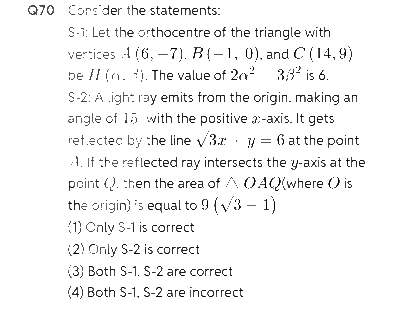 Q70 Consider the statements:
S-1: Let the orthocentre of the triangle with
vertices A (6, −7). B (−1, 0), and C (14, 9)
be H (α, β). The value of 2α² 3β² is 6.
S-2: A light ray emits from the origin. making an
angle of 15 with the positive x-axis. It gets
reflected by the line √3x y = 6 at the point
A. If the reflected ray intersects the y-axis at the
point Q. then the area of △ OAQ(where O is
the origin) is equal to 9 (√3 − 1)
(1) Only S-1 is correct
(2) Only S-2 is correct
(3) Both S-1, S-2 are correct
(4) Both S-1, S-2 are incorrect